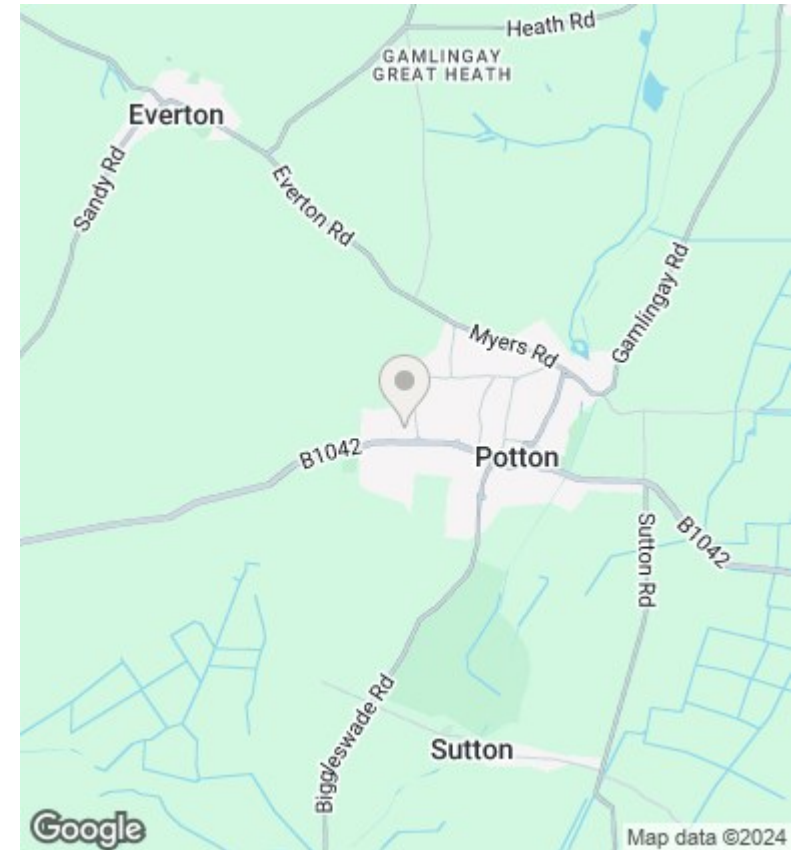 Heath Rd
GAMLINGAY
GREAT HEATH
Everton
Sandy Rd
Everton Rd
Gamlingay Rd
Myers Rd
B1042
Potton
Sutton Rd
B1042
Biggleswade Rd
Sutton
Google
Map data ©2024